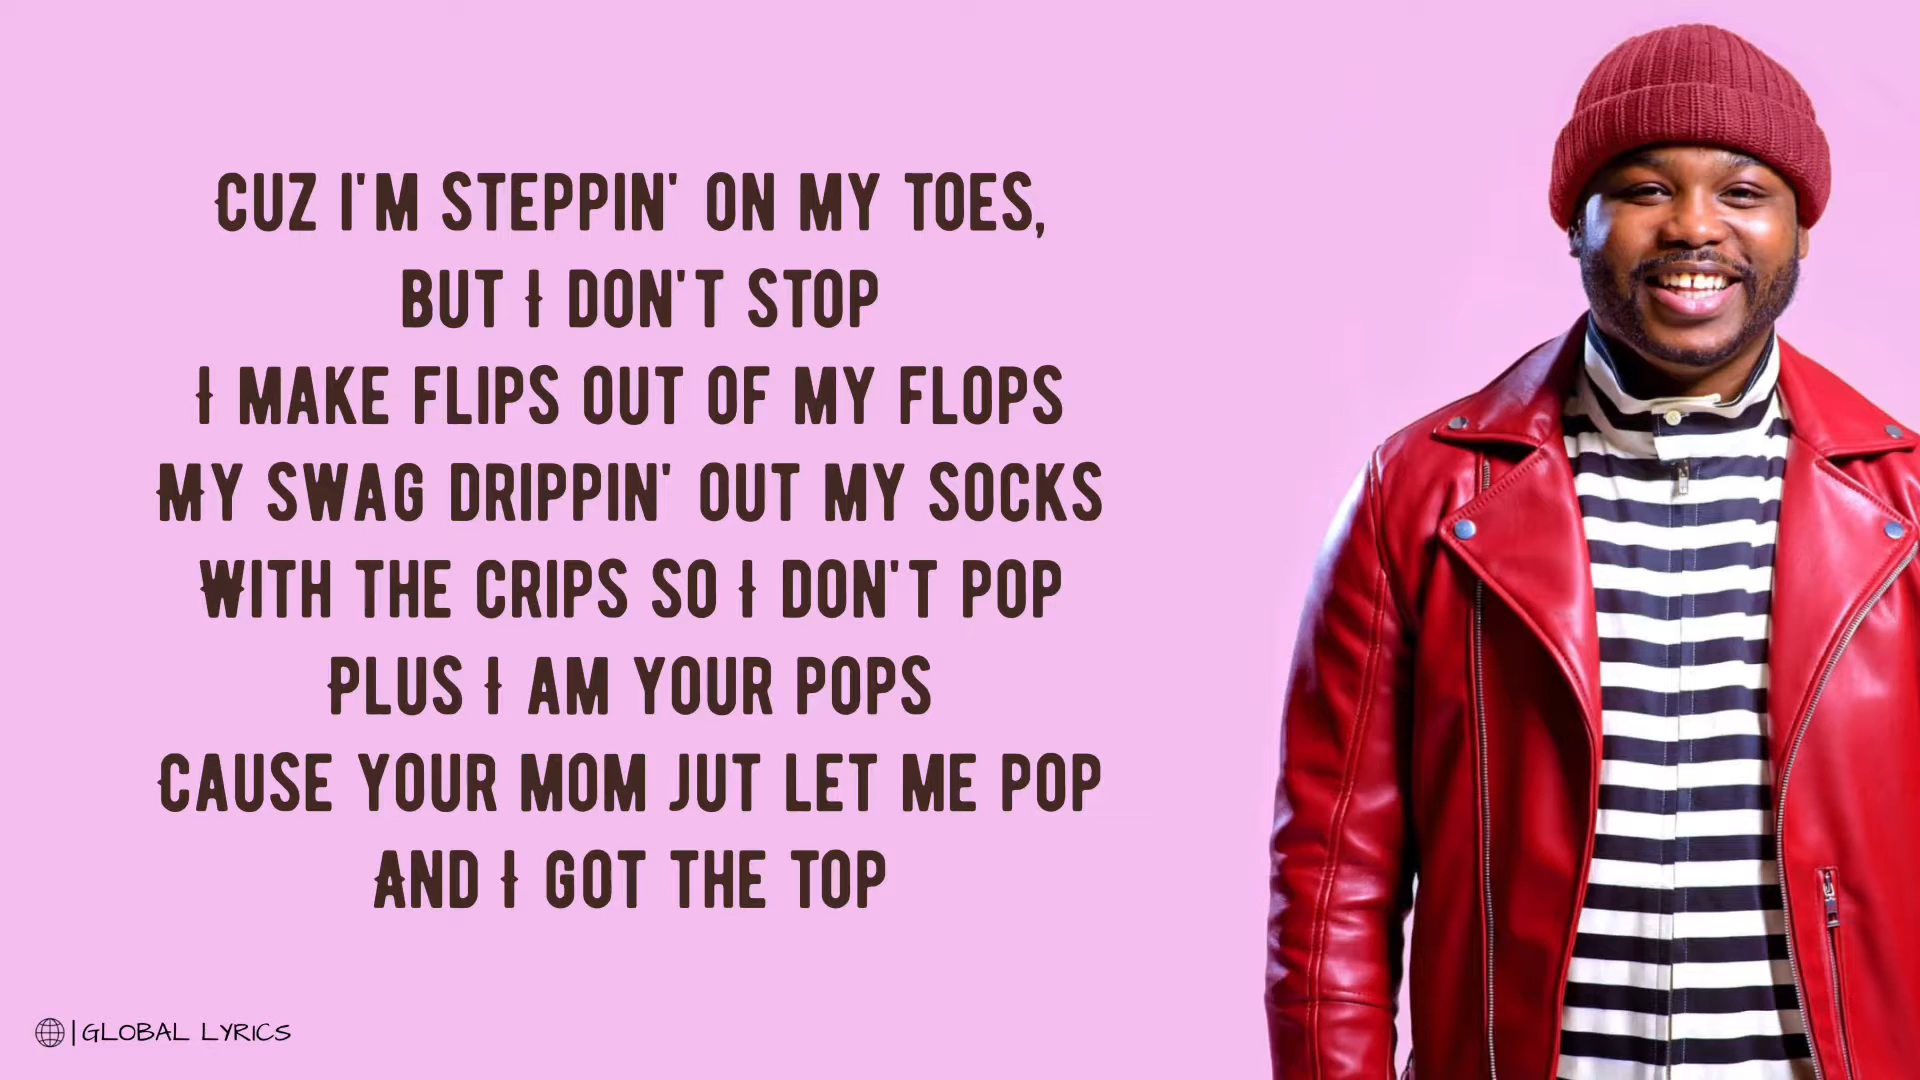 Cuz I'm steppin' on my toes,
but I don't stop
I make flips out of my flops
My swag drippin' out my socks
With the crips so I don't pop
Plus I am your pops
Cause your mom jut let me pop
And I got the top
|GLOBAL LYRICS